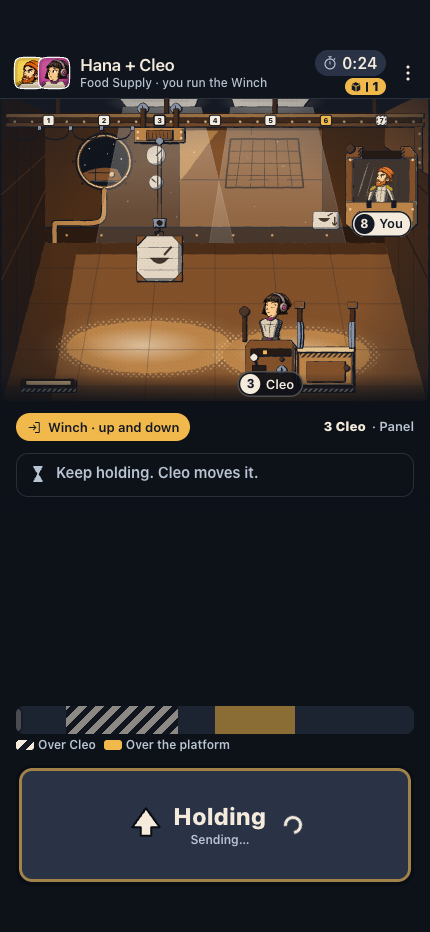 Hana + Cleo
Food Supply · you run the Winch
0:24
1
1 2 3 4 5 6 7
8 You
3 Cleo
Winch · up and down
3 Cleo · Panel
Keep holding. Cleo moves it.
Over Cleo
Over the platform
Holding
Sending...